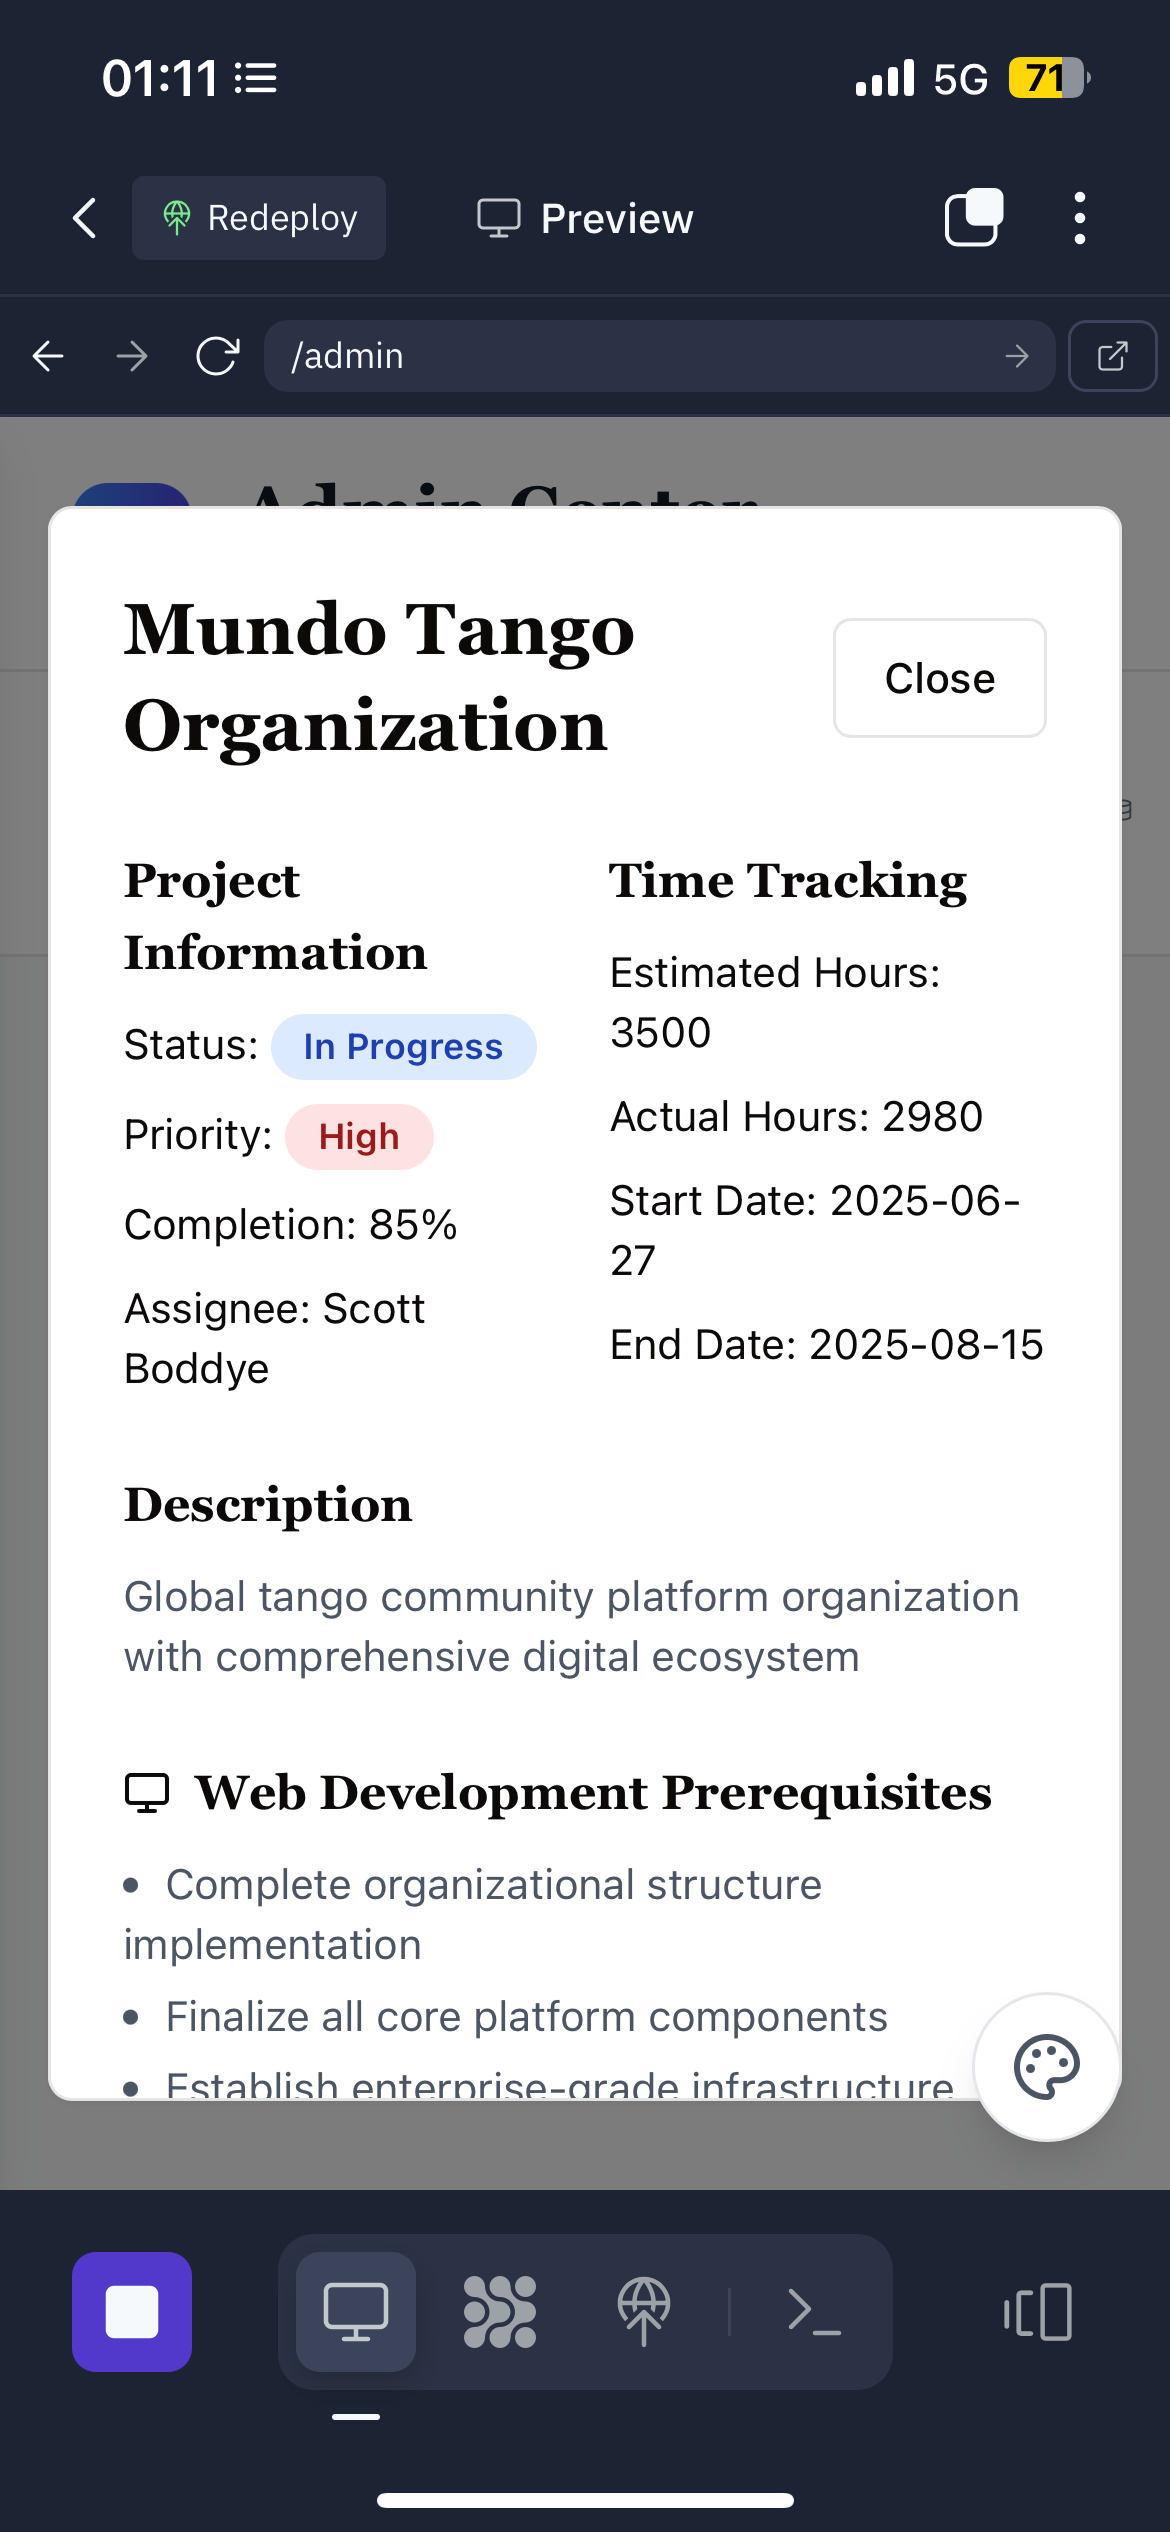 01:11
5G 71
Redeploy
Preview
/admin
Admin Center
Mundo Tango
Organization
Close
Project
Information
Status: In Progress
Priority: High
Completion: 85%
Assignee: Scott
Boddye
Time Tracking
Estimated Hours:
3500
Actual Hours: 2980
Start Date: 2025-06-
27
End Date: 2025-08-15
Description
Global tango community platform organization
with comprehensive digital ecosystem
Web Development Prerequisites
• Complete organizational structure
implementation
• Finalize all core platform components
• Establish enterprise-grade infrastructure